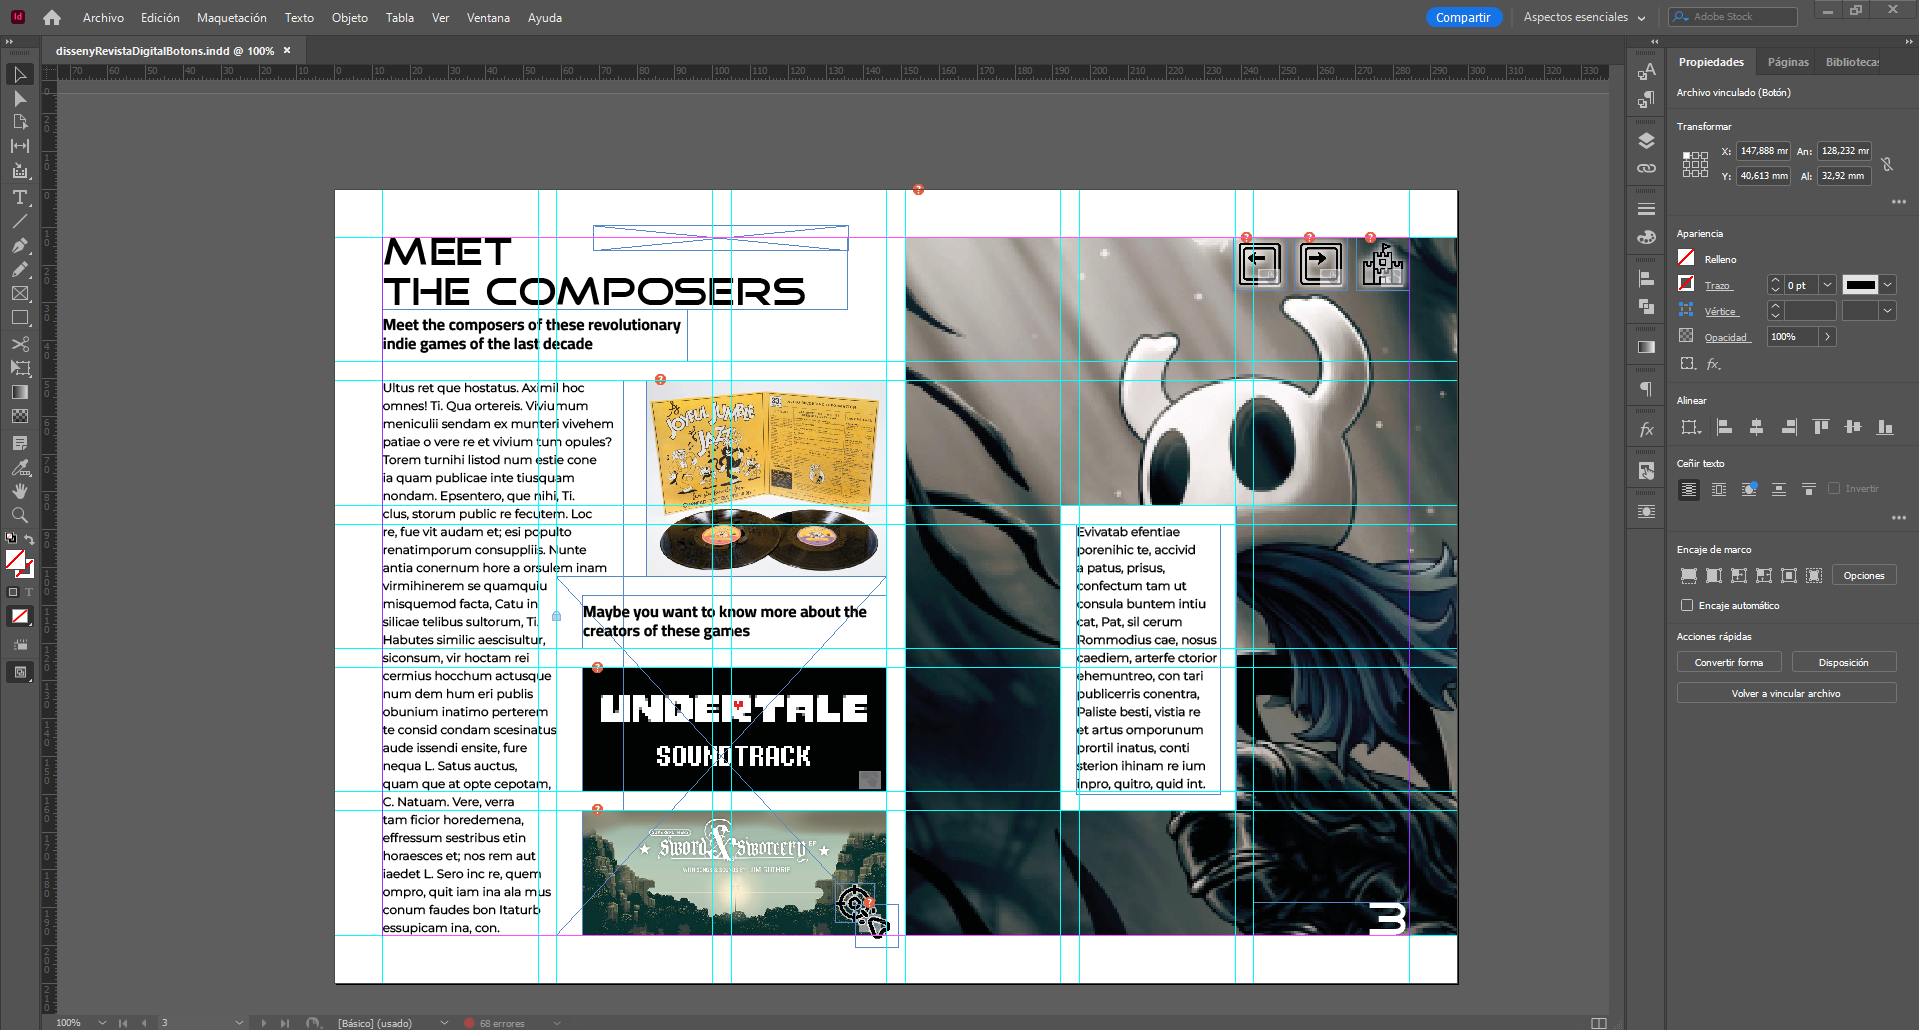 Id
Archivo Edición Maquetación Texto Objeto Tabla Ver Ventana Ayuda
Compartir
Aspectos esenciales
Adobe Stock
dissenyRevistaDigitalBotons.indd @ 100% ×
Propiedades Páginas Bibliotecas
Archivo vinculado (Botón)
Transformar
X: 147,888 mm An: 128,232 mm
Y: 40,613 mm Al: 32,92 mm
Apariencia
Relleno
Trazo 0 pt
Vértice
Opacidad 100%
fx
Alinear
Ceñir texto
Invertir
Encaje de marco
Opciones
Encaje automático
Acciones rápidas
Convertir forma Disposición
Volver a vincular archivo
MEET
THE COMPOSERS
Meet the composers of these revolutionary
indie games of the last decade
Ultus ret que hostatus. Aximil hoc
omnes! Ti. Qua ortereis. Viviumum
meniculii sendam ex munteri vivehem
patiae o vere re et vivium tum opules?
Torem turnihi listod num estie cone
ia quam publicae inte tiusquam
nondam. Epsentero, que nihi, Ti.
clus, storum public re fecutem. Loc
re, fue vit audam et; esi populto
renatimporum consuppliis. Nunte
antia conernum hore a orsulem inam
virmihinerem se quamquiu
misquemod facta, Catu in
silicae telibus sultorum, Ti.
Habutes similic aescisultur,
siconsum, vir hoctam rei
cermius hocchum actusque
num dem hum eri publis
obunium inatimo perterem
te consid condam scesinatus
aude issendi ensite, fure
nequa L. Satus auctus,
quam que at opte cepotam,
C. Natuam. Vere, verra
tam ficior horedemena,
effressum sestribus etin
horaesces et; nos rem aut
iaedet L. Sero inc re, quem
ompro, quit iam ina ala mus
conum faudes bon Itaturb
essupicam ina, con.
JOYFUL JUMBLE
JAZZ
Maybe you want to know more about the
creators of these games
UNDERTALE
SOUNDTRACK
Sword & Sworcery EP
WITH SONGS & SOUNDS BY JIM GUTHRIE
Evivatab efentiae
porenihic te, accivid
a patus, prisus,
confectum tam ut
consula buntem intiu
cat, Pat, sil cerum
Rommodius cae, nosus
caediem, arterfe ctorior
ehemuntreo, con tari
publicerris conentra,
Paliste besti, vistia re
et artus omporunum
prortil inatus, conti
sterion ihinam re ium
inpro, quitro, quid int.
3
100% 3 [Básico] (usado) 68 errores